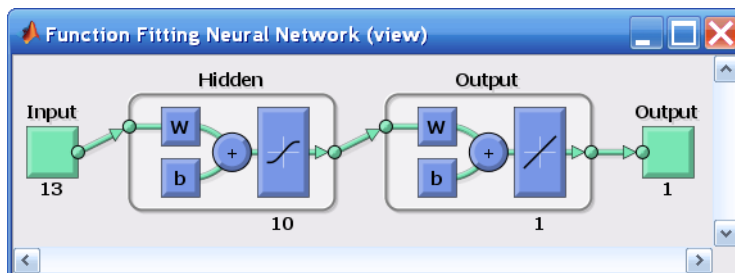 Function Fitting Neural Network (view)
Hidden
Output
Input
W
b
+
W
b
+
Output
13
10
1
1